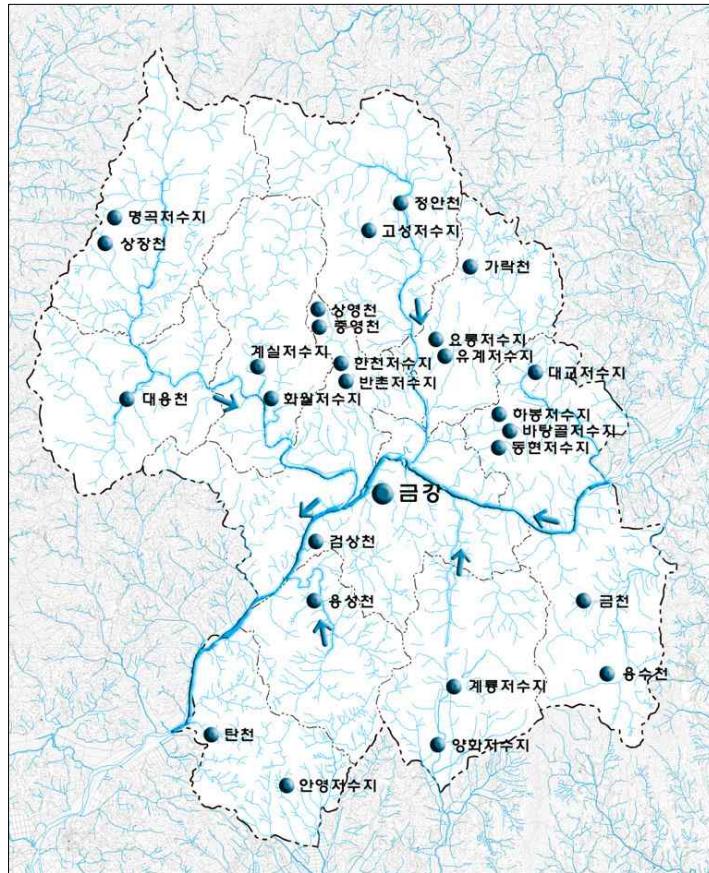 정안천
명곡저수지
고성저수지
상장천
가락천
상영천
중영천
요룡저수지
유계저수지
계실저수지
한천저수지
대교저수지
반촌저수지
대용천
화월저수지
하봉저수지
바탕골저수지
동현저수지
금강
검상천
용성천
금천
용수천
계룡저수지
탄천
양화저수지
안영저수지